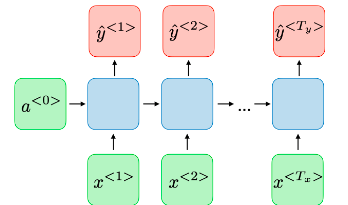 ŷ<1> ŷ<2> ŷ<Ty>
a<0> ...
x<1> x<2> x<Tx>